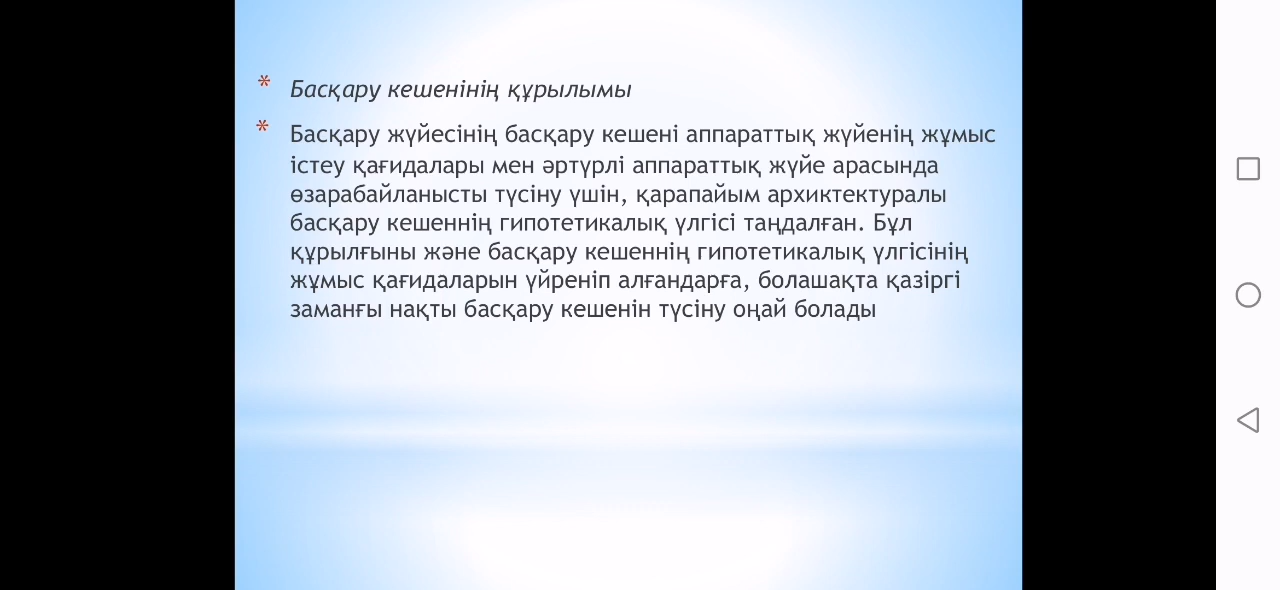 * Басқару кешенінің құрылымы
* Басқару жүйесінің басқару кешені аппараттық жүйенің жұмыс
істеу қағидалары мен әртүрлі аппараттық жүйе арасында
өзарабайланысты түсіну үшін, қарапайым архиктектуралы
басқару кешеннің гипотетикалық үлгісі таңдалған. Бұл
құрылғыны және басқару кешеннің гипотетикалық үлгісінің
жұмыс қағидаларын үйреніп алғандарға, болашақта қазіргі
заманғы нақты басқару кешенін түсіну оңай болады